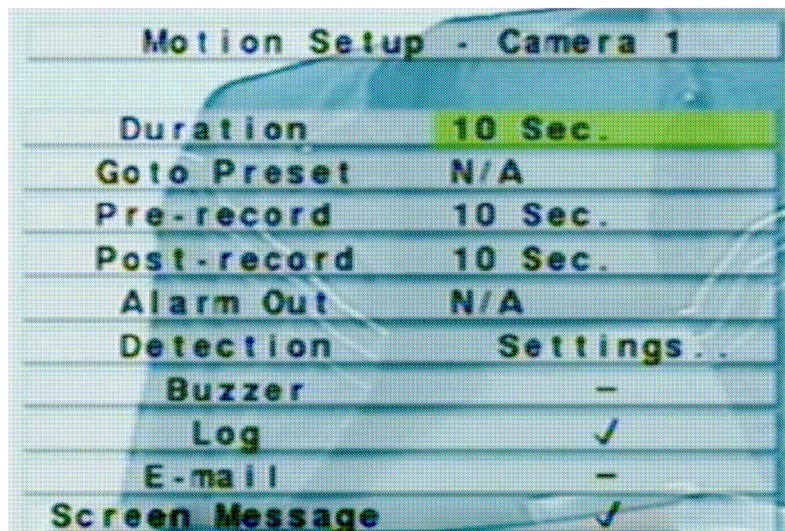 Motion Setup - Camera 1
Duration 10 Sec.
Goto Preset N/A
Pre-record 10 Sec.
Post-record 10 Sec.
Alarm Out N/A
Detection Settings..
Buzzer –
Log ✓
E-mail –
Screen Message ✓